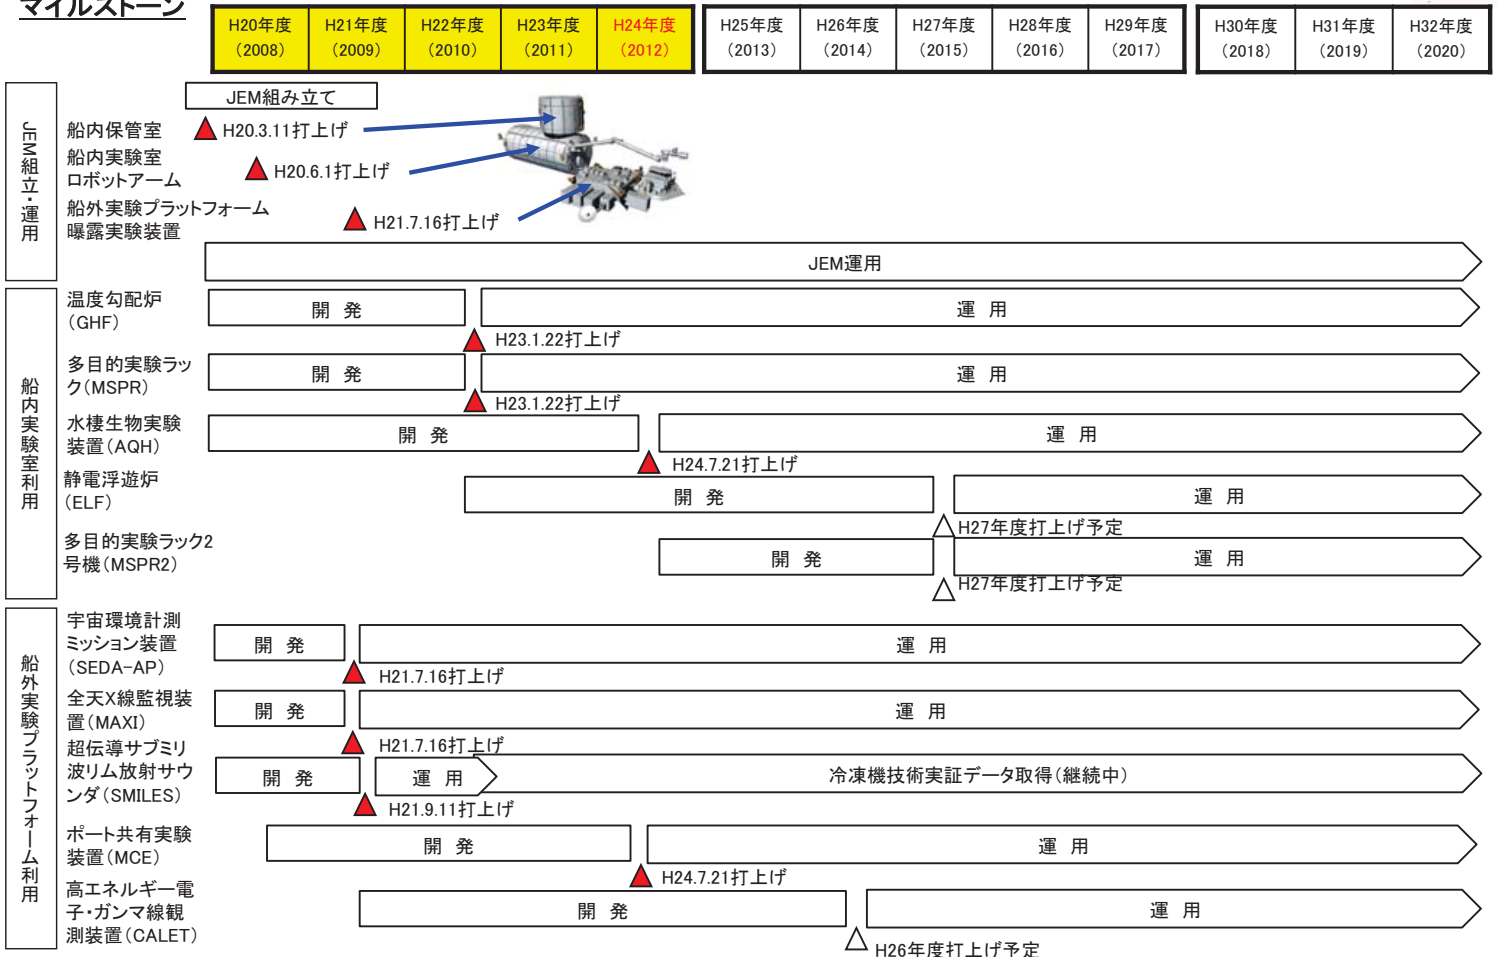 マイルストーン
H20年度
(2008)
H21年度
(2009)
H22年度
(2010)
H23年度
(2011)
H24年度
(2012)
H25年度
(2013)
H26年度
(2014)
H27年度
(2015)
H28年度
(2016)
H29年度
(2017)
H30年度
(2018)
H31年度
(2019)
H32年度
(2020)
JEM組立・運用
JEM組み立て
船内保管室
H20.3.11打上げ
船内実験室
ロボットアーム
H20.6.1打上げ
船外実験プラットフォーム
曝露実験装置
H21.7.16打上げ
JEM運用
船内実験室利用
温度勾配炉
(GHF)
開 発
運 用
H23.1.22打上げ
多目的実験ラッ
ク(MSPR)
開 発
運 用
H23.1.22打上げ
水棲生物実験
装置(AQH)
開 発
運 用
H24.7.21打上げ
静電浮遊炉
(ELF)
開 発
運 用
H27年度打上げ予定
多目的実験ラック2
号機(MSPR2)
開 発
運 用
H27年度打上げ予定
船外実験プラットフォーム利用
宇宙環境計測
ミッション装置
(SEDA-AP)
開 発
運 用
H21.7.16打上げ
全天X線監視装
置(MAXI)
開 発
運 用
H21.7.16打上げ
超伝導サブミリ
波リム放射サウ
ンダ(SMILES)
開 発
運 用
冷凍機技術実証データ取得(継続中)
H21.9.11打上げ
ポート共有実験
装置(MCE)
開 発
運 用
H24.7.21打上げ
高エネルギー電
子・ガンマ線観
測装置(CALET)
開 発
運 用
H26年度打上げ予定